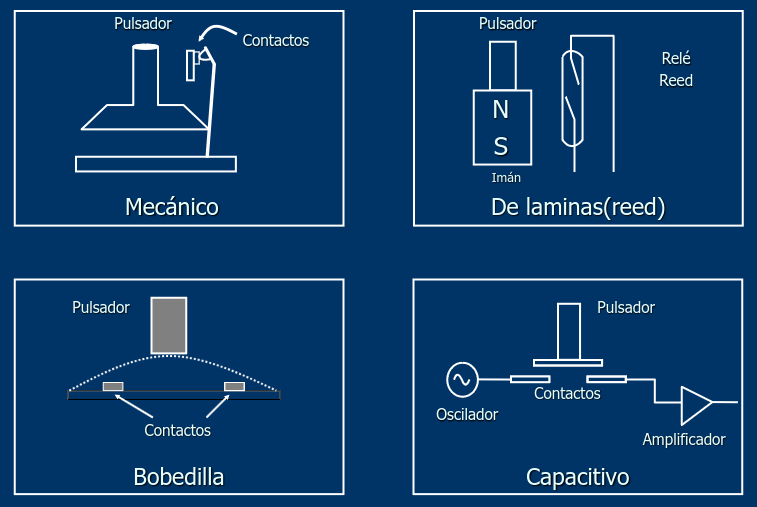 Pulsador
Contactos
Mecánico
Pulsador
Relé
Reed
N
S
Imán
De laminas(reed)
Pulsador
Contactos
Bobedilla
Pulsador
Contactos
Oscilador
Amplificador
Capacitivo